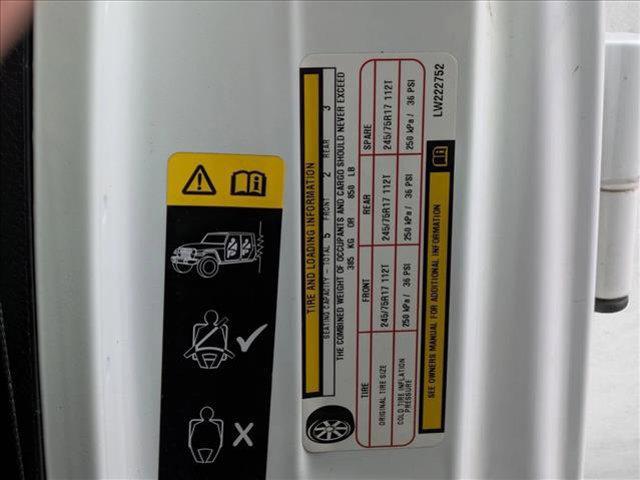 TIRE AND LOADING INFORMATION
SEATING CAPACITY - TOTAL 5 FRONT 2 REAR 3
THE COMBINED WEIGHT OF OCCUPANTS AND CARGO SHOULD NEVER EXCEED
385 KG OR 850 LB
TIRE FRONT REAR SPARE
ORIGINAL TIRE SIZE 245/75R17 112T 245/75R17 112T 245/75R17 112T
COLD TIRE INFLATION PRESSURE 250 kPa / 36 PSI 250 kPa / 36 PSI 250 kPa / 36 PSI
SEE OWNERS MANUAL FOR ADDITIONAL INFORMATION
LW222752